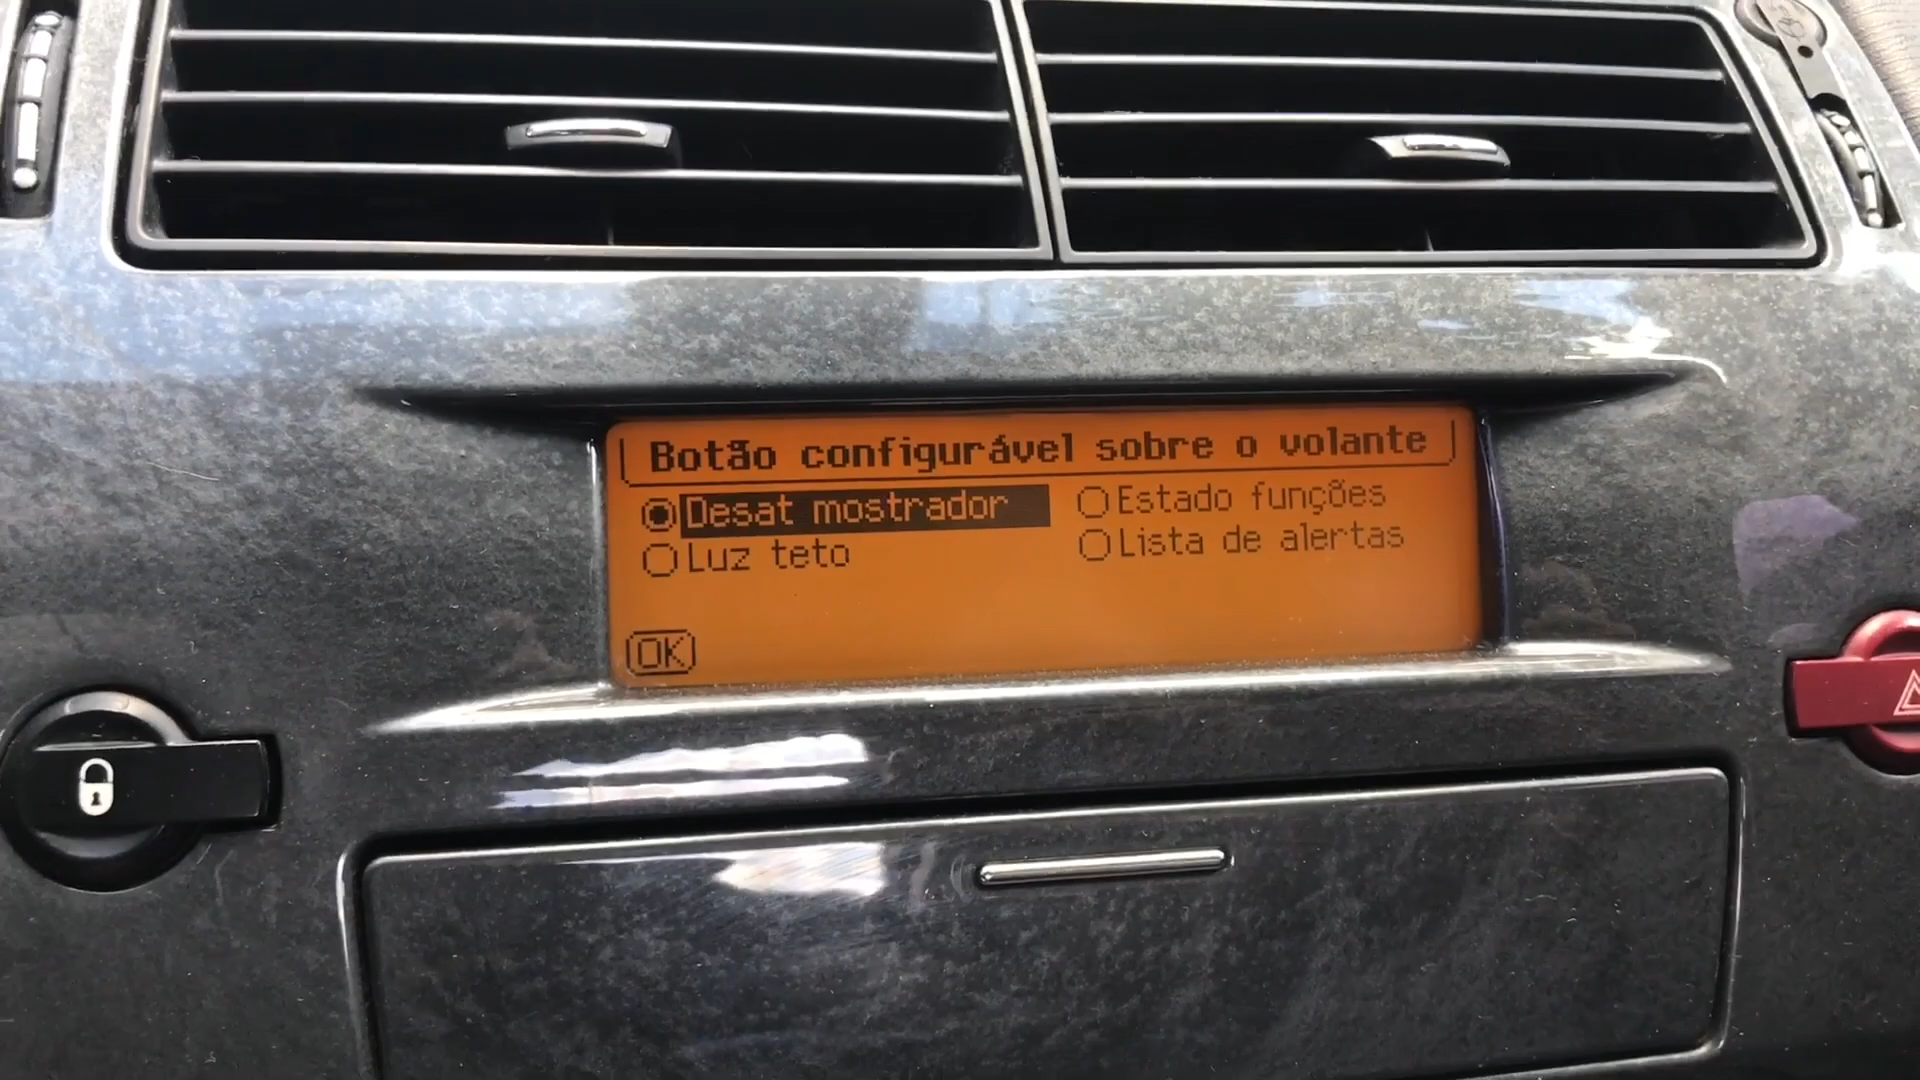 Botão configurável sobre o volante
Desat mostrador
Luz teto
Estado funções
Lista de alertas
OK